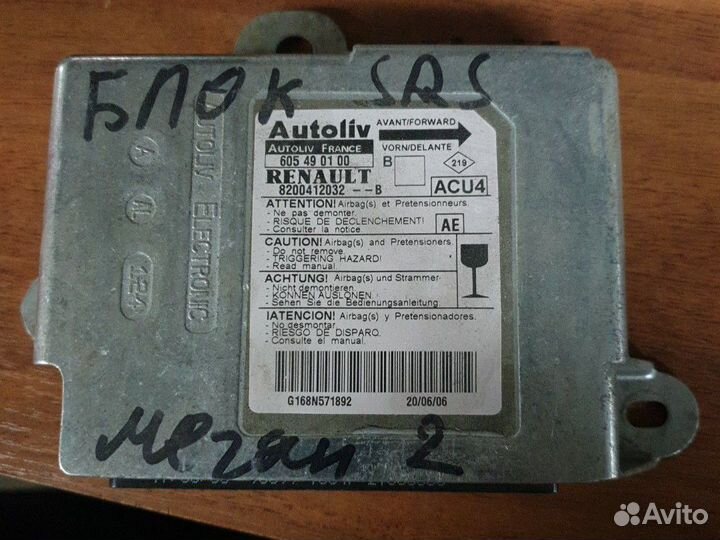 БЛОК SRS
Autoliv
AVANT/FORWARD
AUTOLIV FRANCE
VORN/DELANTE
605 49 01 00
B
219
RENAULT
8200412032 --B
ACU4
ATTENTION! Airbag(s) et Pretensionneurs.
- Ne pas demonter.
- RISQUE DE DECLENCHEMENT!
- Consulter la notice.
AE
CAUTION! Airbag(s) and Pretensioners.
- Do not remove.
- TRIGGERING HAZARD!
- Read manual
ACHTUNG! Airbag(s) und Strammer.
- Nicht demontieren.
- KONNEN AUSLOSEN.
- Sehen Sie die Bedienungsanleitung.
!ATENCION! Airbag(s) y Pretensionadores.
- No desmontar
- RIESGO DE DISPARO.
- Consulte el manual.
G168N571892
20/06/06
AUTOLIV ELECTRONIC
A
124
Меган 2
Avito